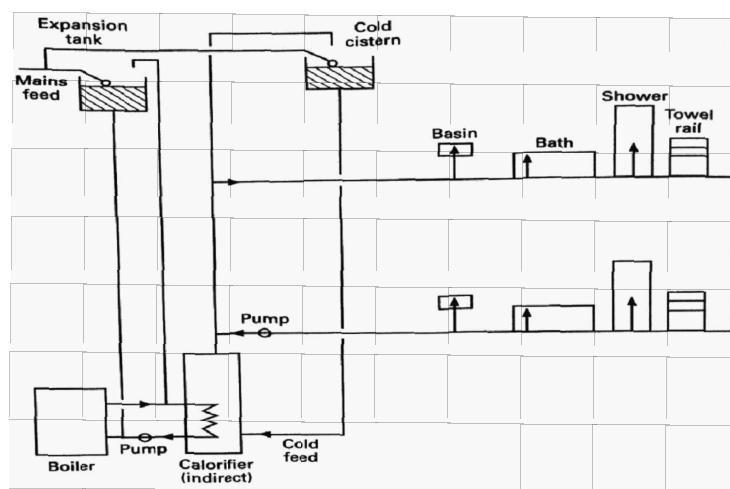 Expansion
tank
Cold
cistern
Mains
feed
Shower
Towel
rail
Basin
Bath
Pump
Pump
Cold
feed
Boiler
Calorifier
(indirect)